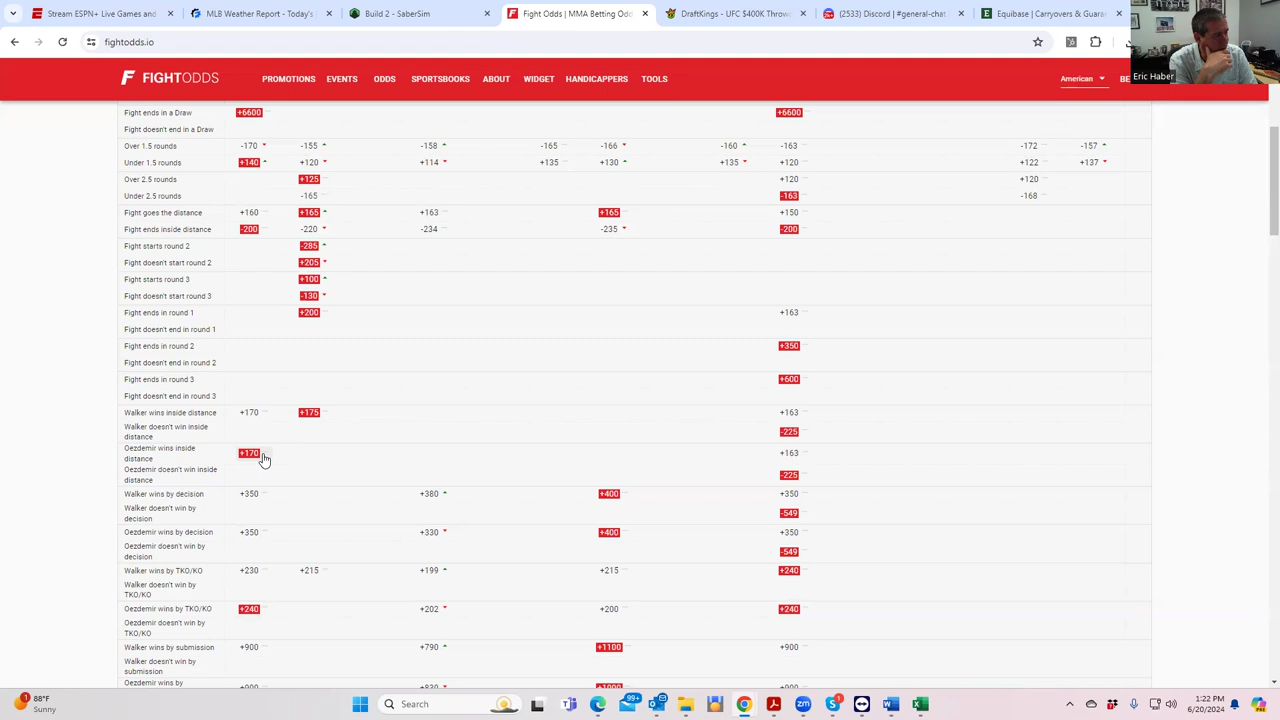 Stream ESPN+ Live Games and
MLB Weather Report - Today's
Build 2 - SaberSim
Fight Odds | MMA Betting Odd
DraftKings - $400K Throw
(2533) Discord | general-chi
Equibase | Carryovers & Guara
fightodds.io
FIGHTODDS
PROMOTIONS EVENTS ODDS SPORTSBOOKS ABOUT WIDGET HANDICAPPERS TOOLS
American
BE
Eric Haber
Fight ends in a Draw +6600 +6600
Fight doesn't end in a Draw
Over 1.5 rounds -170 -155 -158 -165 -166 -160 -163 -172 -157
Under 1.5 rounds +140 +120 +114 +135 +130 +135 +120 +122 +137
Over 2.5 rounds +125 +120 +120
Under 2.5 rounds -165 -163 -168
Fight goes the distance +160 +165 +163 +165 +150
Fight ends inside distance -200 -220 -234 -235 -200
Fight starts round 2 -285
Fight doesn't start round 2 +205
Fight starts round 3 +100
Fight doesn't start round 3 -130
Fight ends in round 1 +200 +163
Fight doesn't end in round 1
Fight ends in round 2 +350
Fight doesn't end in round 2
Fight ends in round 3 +600
Fight doesn't end in round 3
Walker wins inside distance +170 +175 +163
Walker doesn't win inside
distance -225
Oezdemir wins inside
distance +170 +163
Oezdemir doesn't win inside
distance -225
Walker wins by decision +350 +380 +400 +350
Walker doesn't win by
decision -549
Oezdemir wins by decision +350 +330 +400 +350
Oezdemir doesn't win by
decision -549
Walker wins by TKO/KO +230 +215 +199 +215 +240
Walker doesn't win by
TKO/KO
Oezdemir wins by TKO/KO +240 +202 +200 +240
Oezdemir doesn't win by
TKO/KO
Walker wins by submission +900 +790 +1100 +900
Walker doesn't win by
submission
Oezdemir wins by +900 +830 +1000 +900
1
88°F
Sunny
Search
99+
1
1:22 PM
6/20/2024